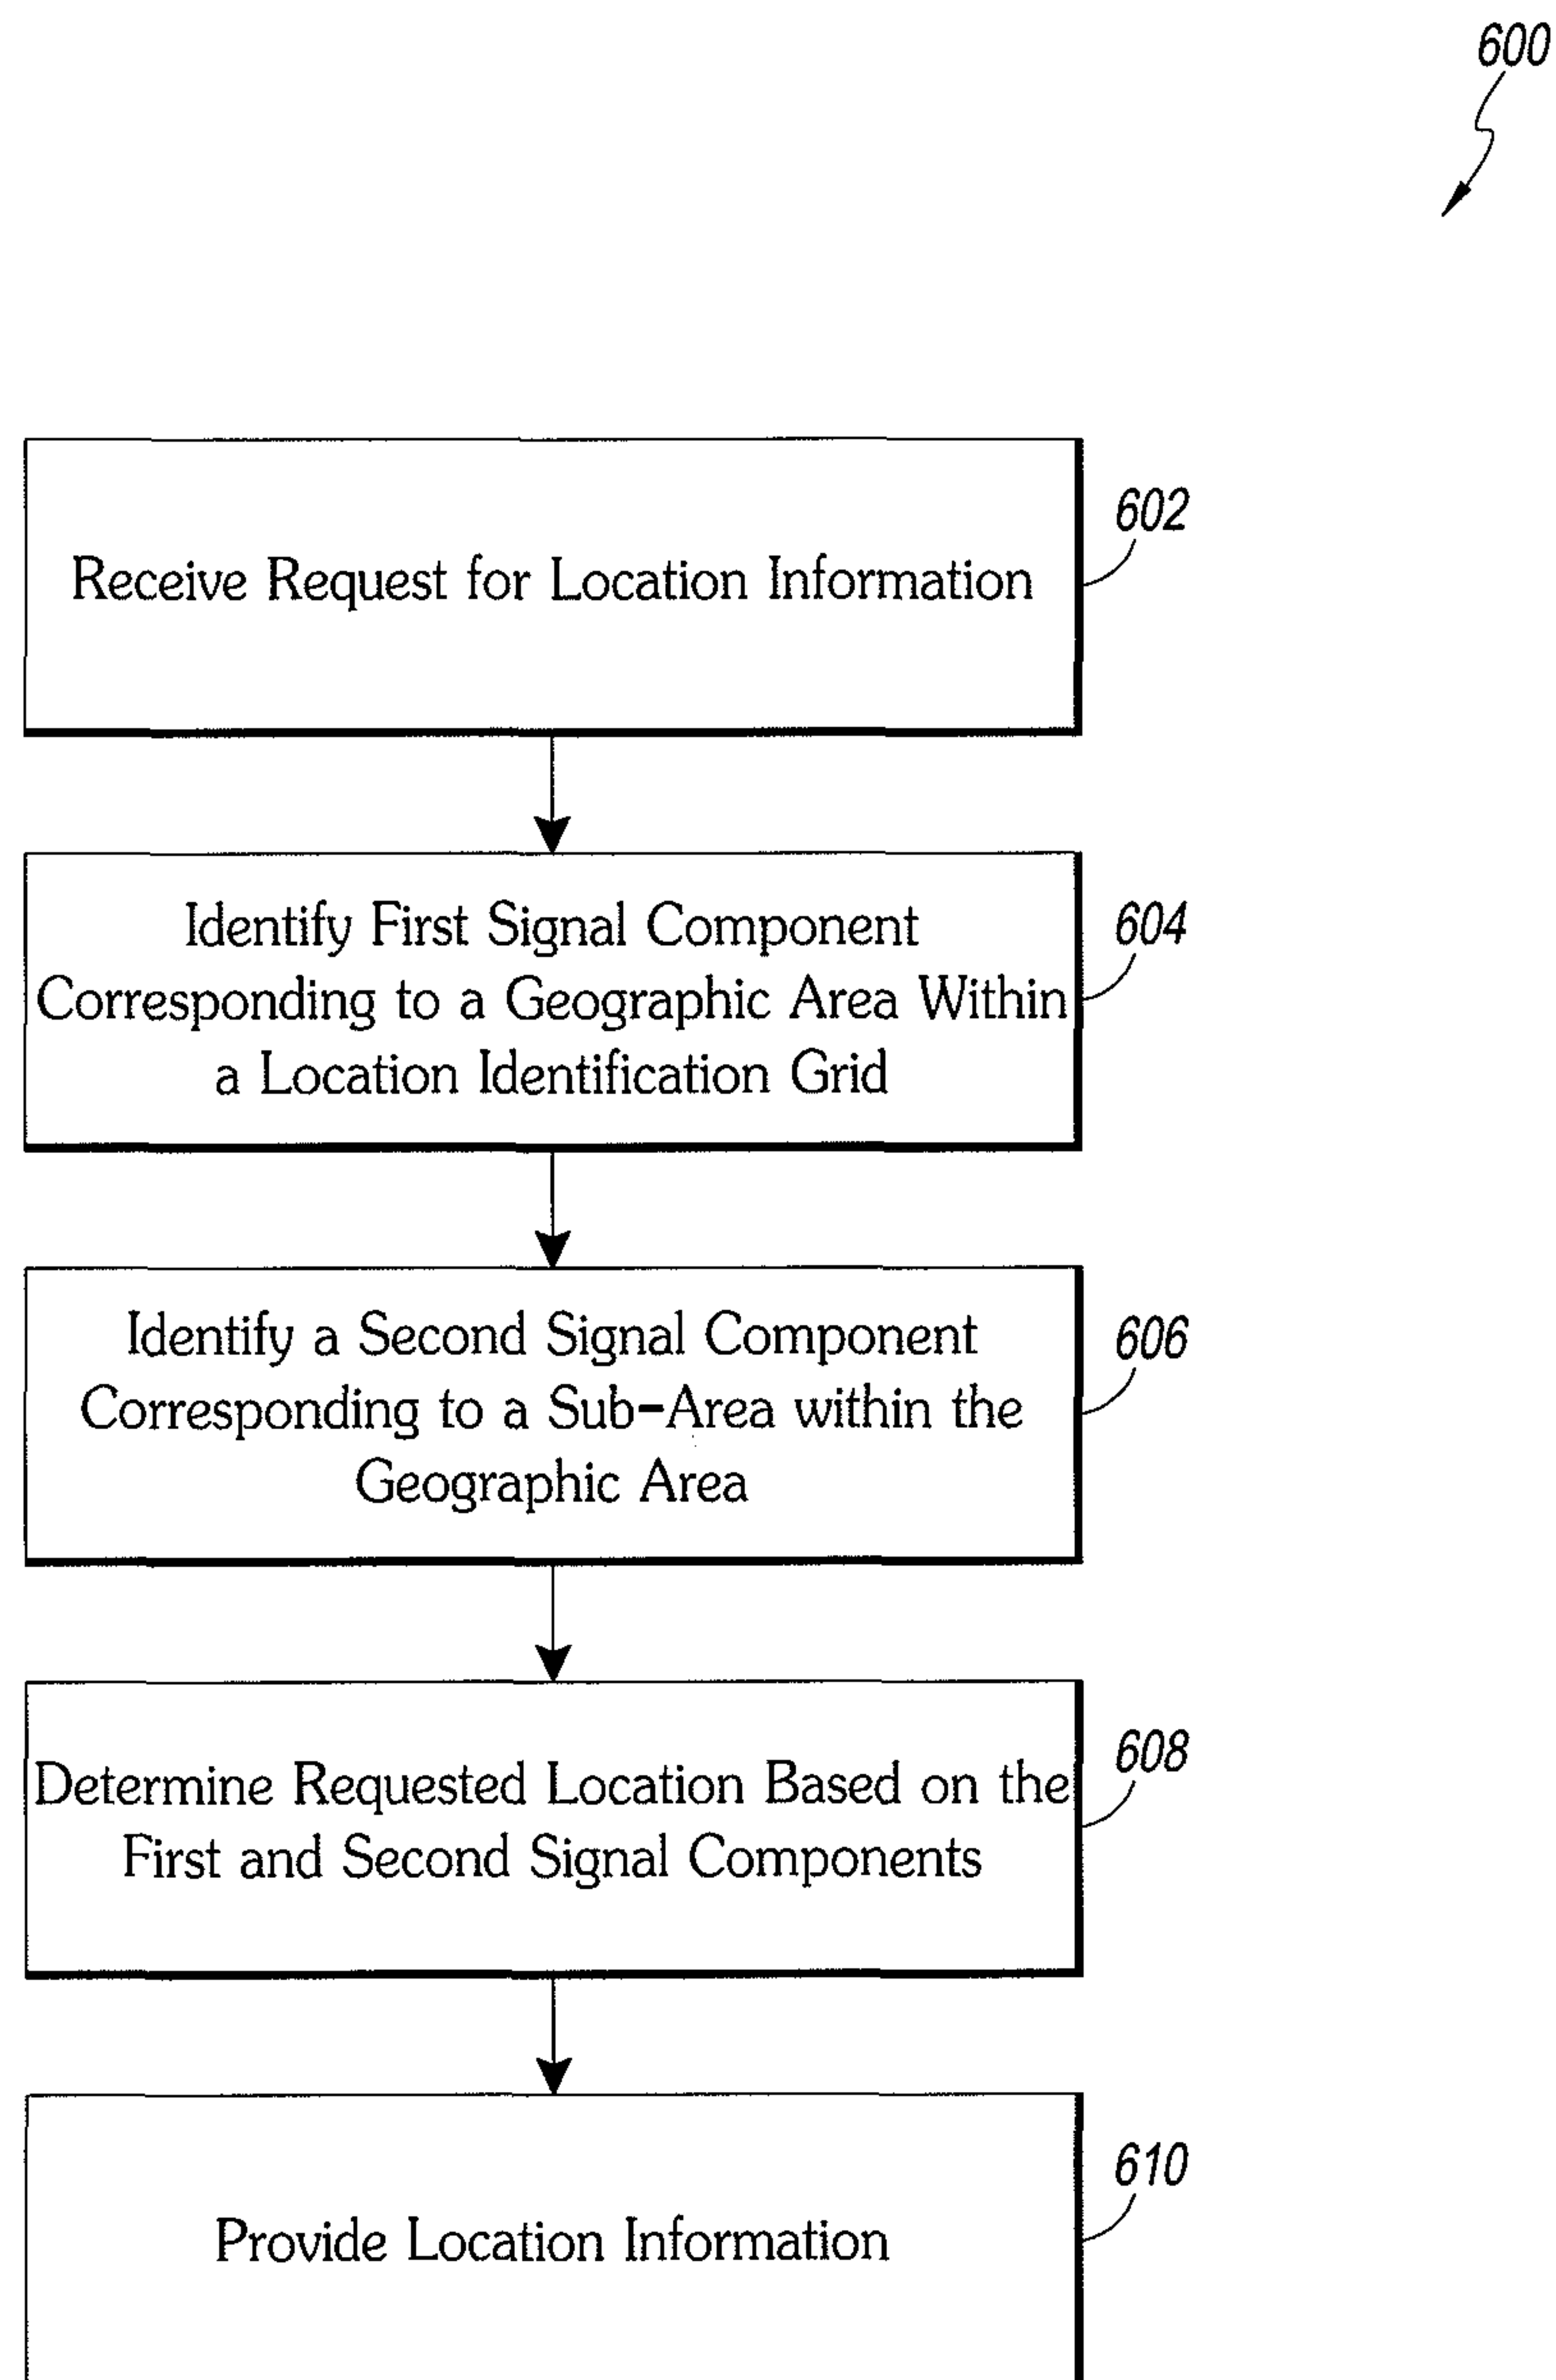 600
Receive Request for Location Information
602
Identify First Signal Component
Corresponding to a Geographic Area Within
a Location Identification Grid
604
Identify a Second Signal Component
Corresponding to a Sub-Area within the
Geographic Area
606
Determine Requested Location Based on the
First and Second Signal Components
608
Provide Location Information
610